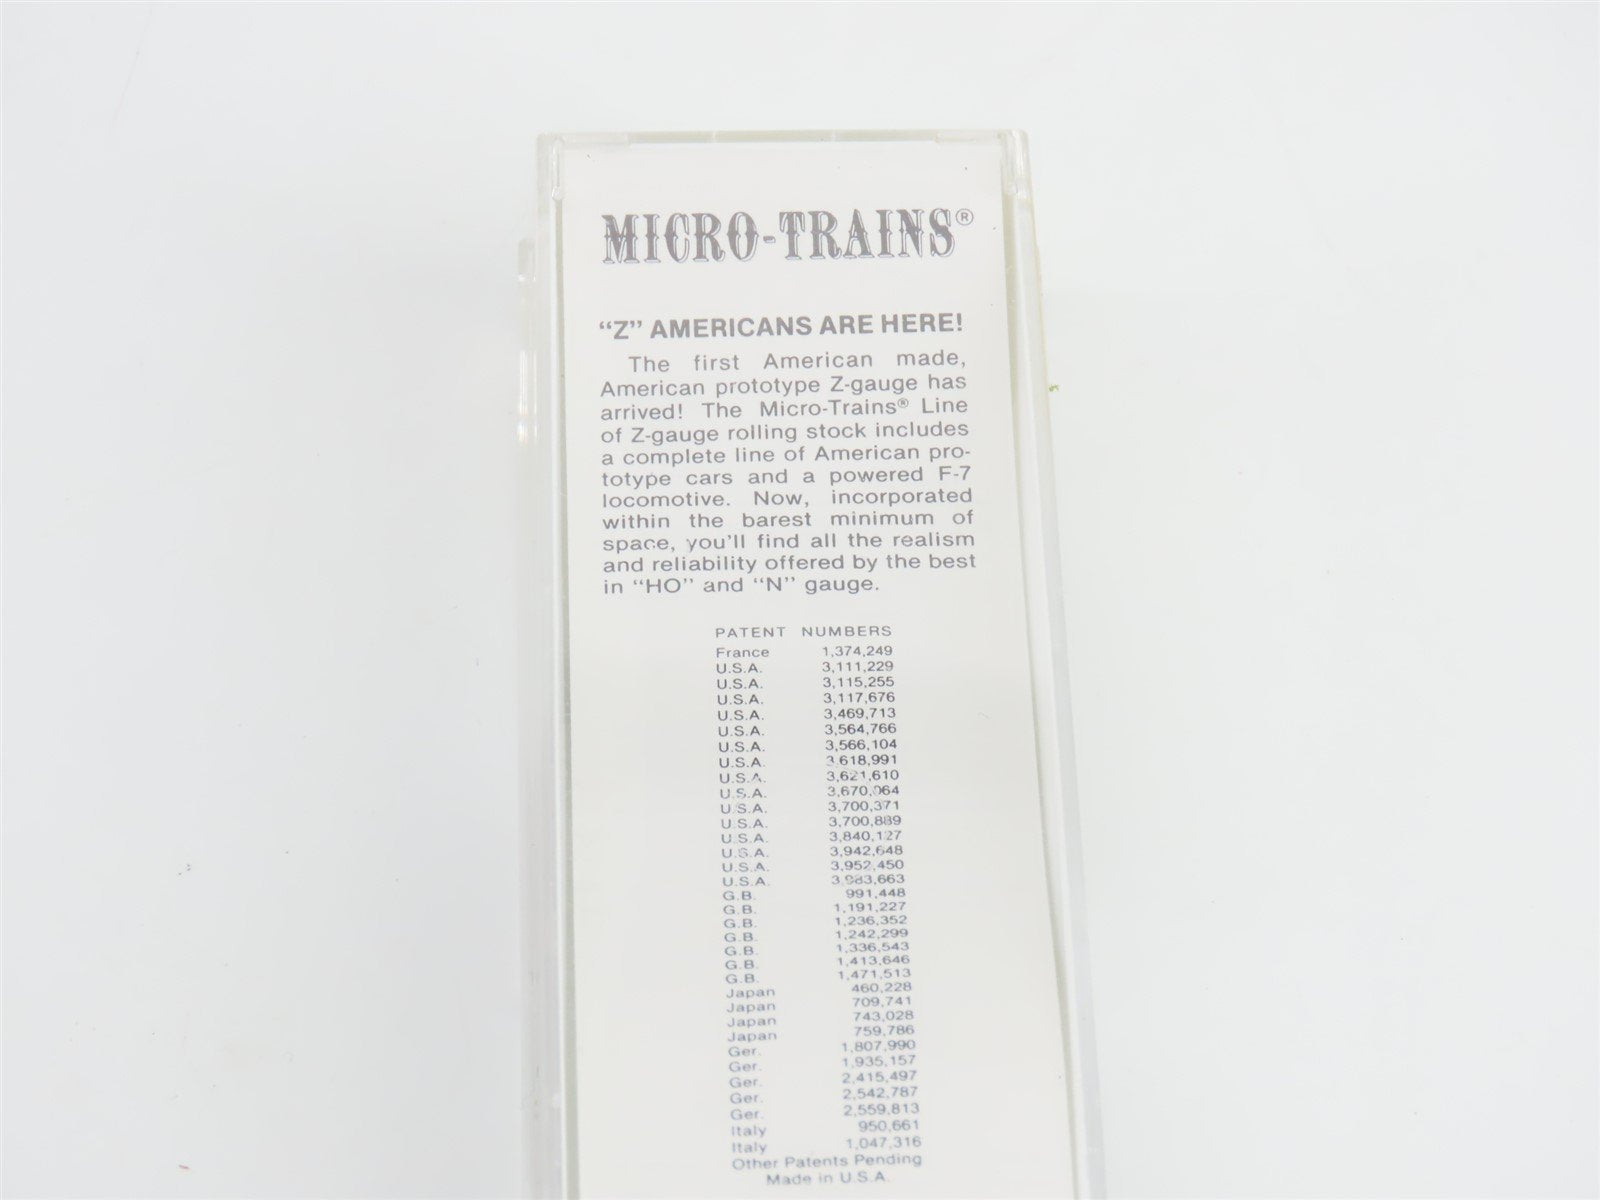 MICRO-TRAINS®
“Z” AMERICANS ARE HERE!
The first American made,
American prototype Z-gauge has
arrived! The Micro-Trains® Line
of Z-gauge rolling stock includes
a complete line of American pro-
totype cars and a powered F-7
locomotive. Now, incorporated
within the barest minimum of
space, you'll find all the realism
and reliability offered by the best
in “HO” and “N” gauge.
PATENT NUMBERS
France 1,374,249
U.S.A. 3,111,229
U.S.A. 3,115,255
U.S.A. 3,117,676
U.S.A. 3,469,713
U.S.A. 3,564,766
U.S.A. 3,566,104
U.S.A. 3,618,991
U.S.A. 3,621,610
U.S.A. 3,670,064
U.S.A. 3,700,371
U.S.A. 3,700,889
U.S.A. 3,840,127
U.S.A. 3,942,648
U.S.A. 3,952,450
U.S.A. 3,983,663
G.B. 991,448
G.B. 1,191,227
G.B. 1,236,352
G.B. 1,242,299
G.B. 1,336,543
G.B. 1,413,646
G.B. 1,471,513
Japan 460,228
Japan 709,741
Japan 743,028
Japan 759,786
Ger. 1,807,990
Ger. 1,935,157
Ger. 2,415,497
Ger. 2,542,787
Ger. 2,559,813
Italy 950,661
Italy 1,047,316
Other Patents Pending
Made in U.S.A.